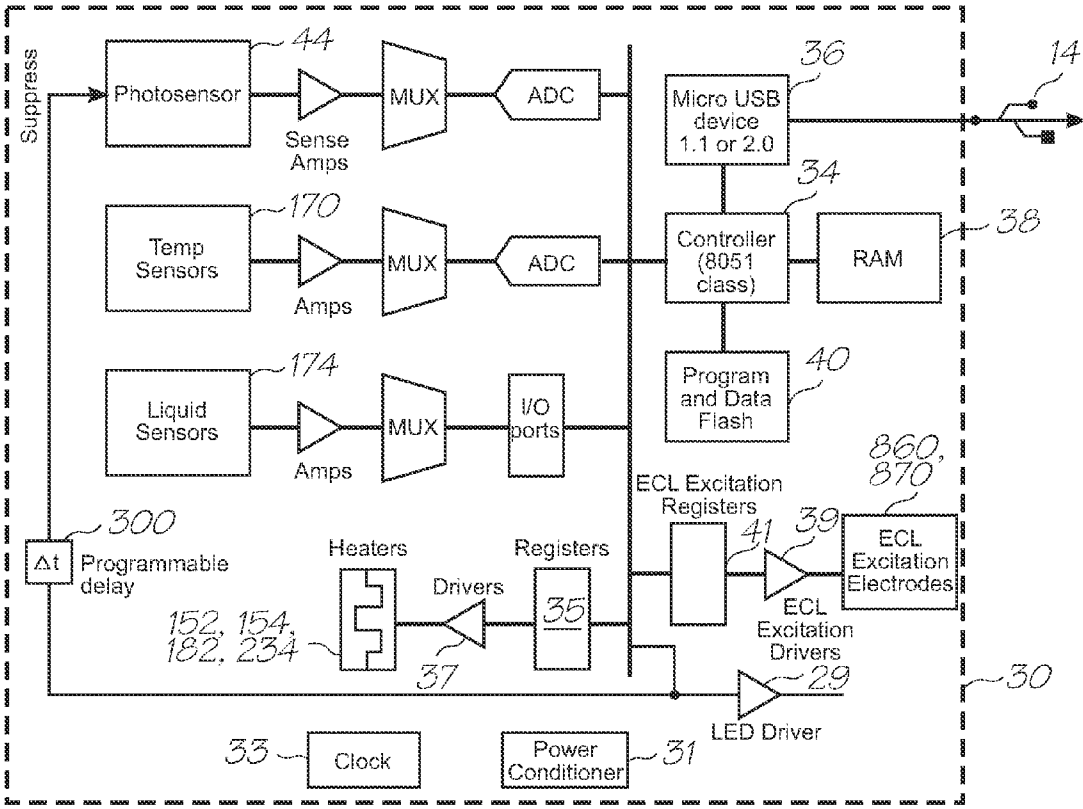 Suppress
44
Photosensor
Sense
Amps
MUX
ADC
36
Micro USB
device
1.1 or 2.0
14
170
Temp
Sensors
Amps
MUX
ADC
34
Controller
(8051
class)
38
RAM
174
Liquid
Sensors
Amps
MUX
I/O
ports
40
Program
and Data
Flash
860,
870
300
Δt
Programmable
delay
Heaters
152, 154,
182, 234
Drivers
37
Registers
35
ECL Excitation
Registers
41
39
ECL
Excitation
Drivers
ECL
Excitation
Electrodes
29
LED Driver
30
33
Clock
Power
Conditioner
31